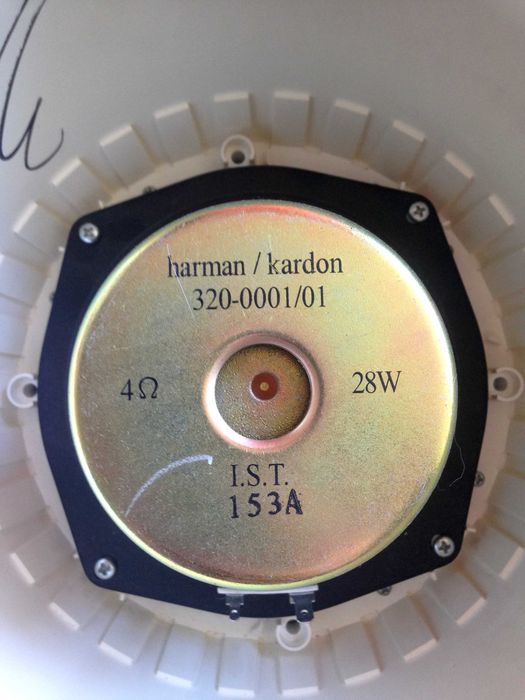 harman / kardon
320-0001/01
4Ω 28W
I.S.T.
153A